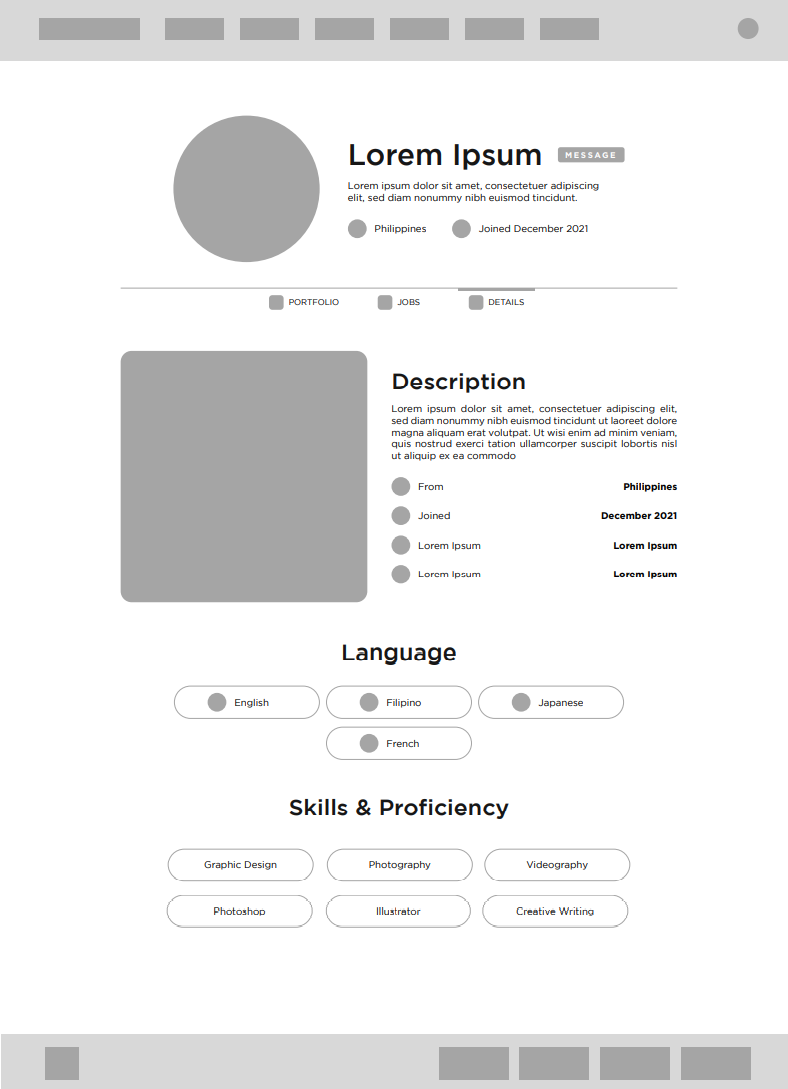 Lorem Ipsum
MESSAGE
Lorem ipsum dolor sit amet, consectetuer adipiscing
elit, sed diam nonummy nibh euismod tincidunt.
Philippines
Joined December 2021
PORTFOLIO
JOBS
DETAILS
Description
Lorem ipsum dolor sit amet, consectetuer adipiscing elit,
sed diam nonummy nibh euismod tincidunt ut laoreet dolore
magna aliquam erat volutpat. Ut wisi enim ad minim veniam,
quis nostrud exerci tation ullamcorper suscipit lobortis nisl
ut aliquip ex ea commodo
From Philippines
Joined December 2021
Lorem Ipsum Lorem Ipsum
Lorem Ipsum Lorem Ipsum
Language
English Filipino Japanese
French
Skills & Proficiency
Graphic Design Photography Videography
Photoshop Illustrator Creative Writing